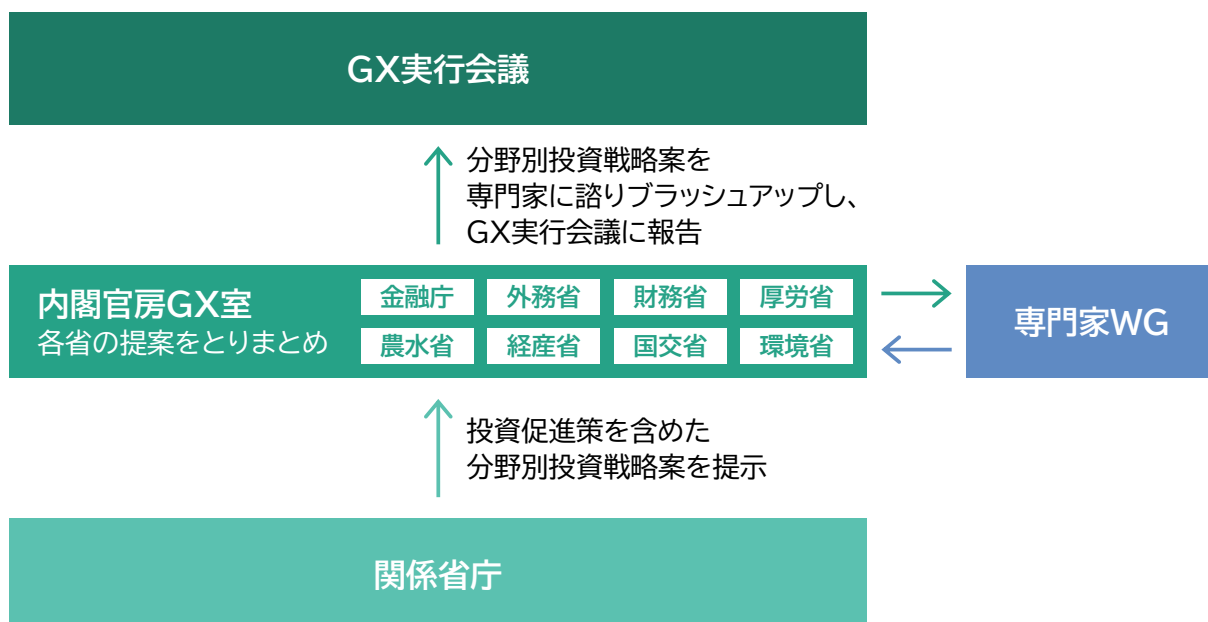 GX実行会議
分野別投資戦略案を
専門家に諮りブラッシュアップし、
GX実行会議に報告
内閣官房GX室
各省の提案をとりまとめ
金融庁 外務省 財務省 厚労省
農水省 経産省 国交省 環境省
専門家WG
投資促進策を含めた
分野別投資戦略案を提示
関係省庁